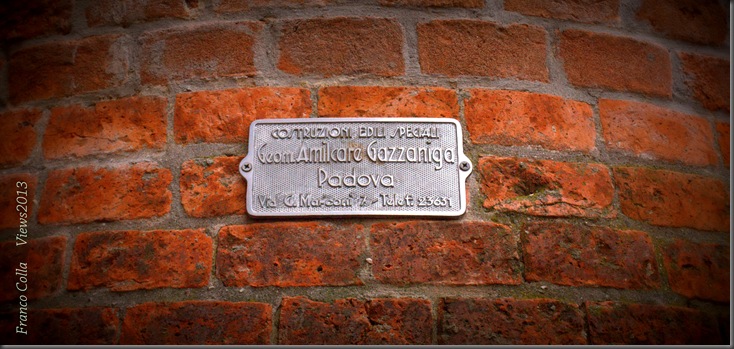 COSTRUZIONI EDILI SPECIALI
Geom. Amilcare Gazzaniga
Padova
Via G. Marconi 7 - Telef. 23631
Franco Colla Views2013